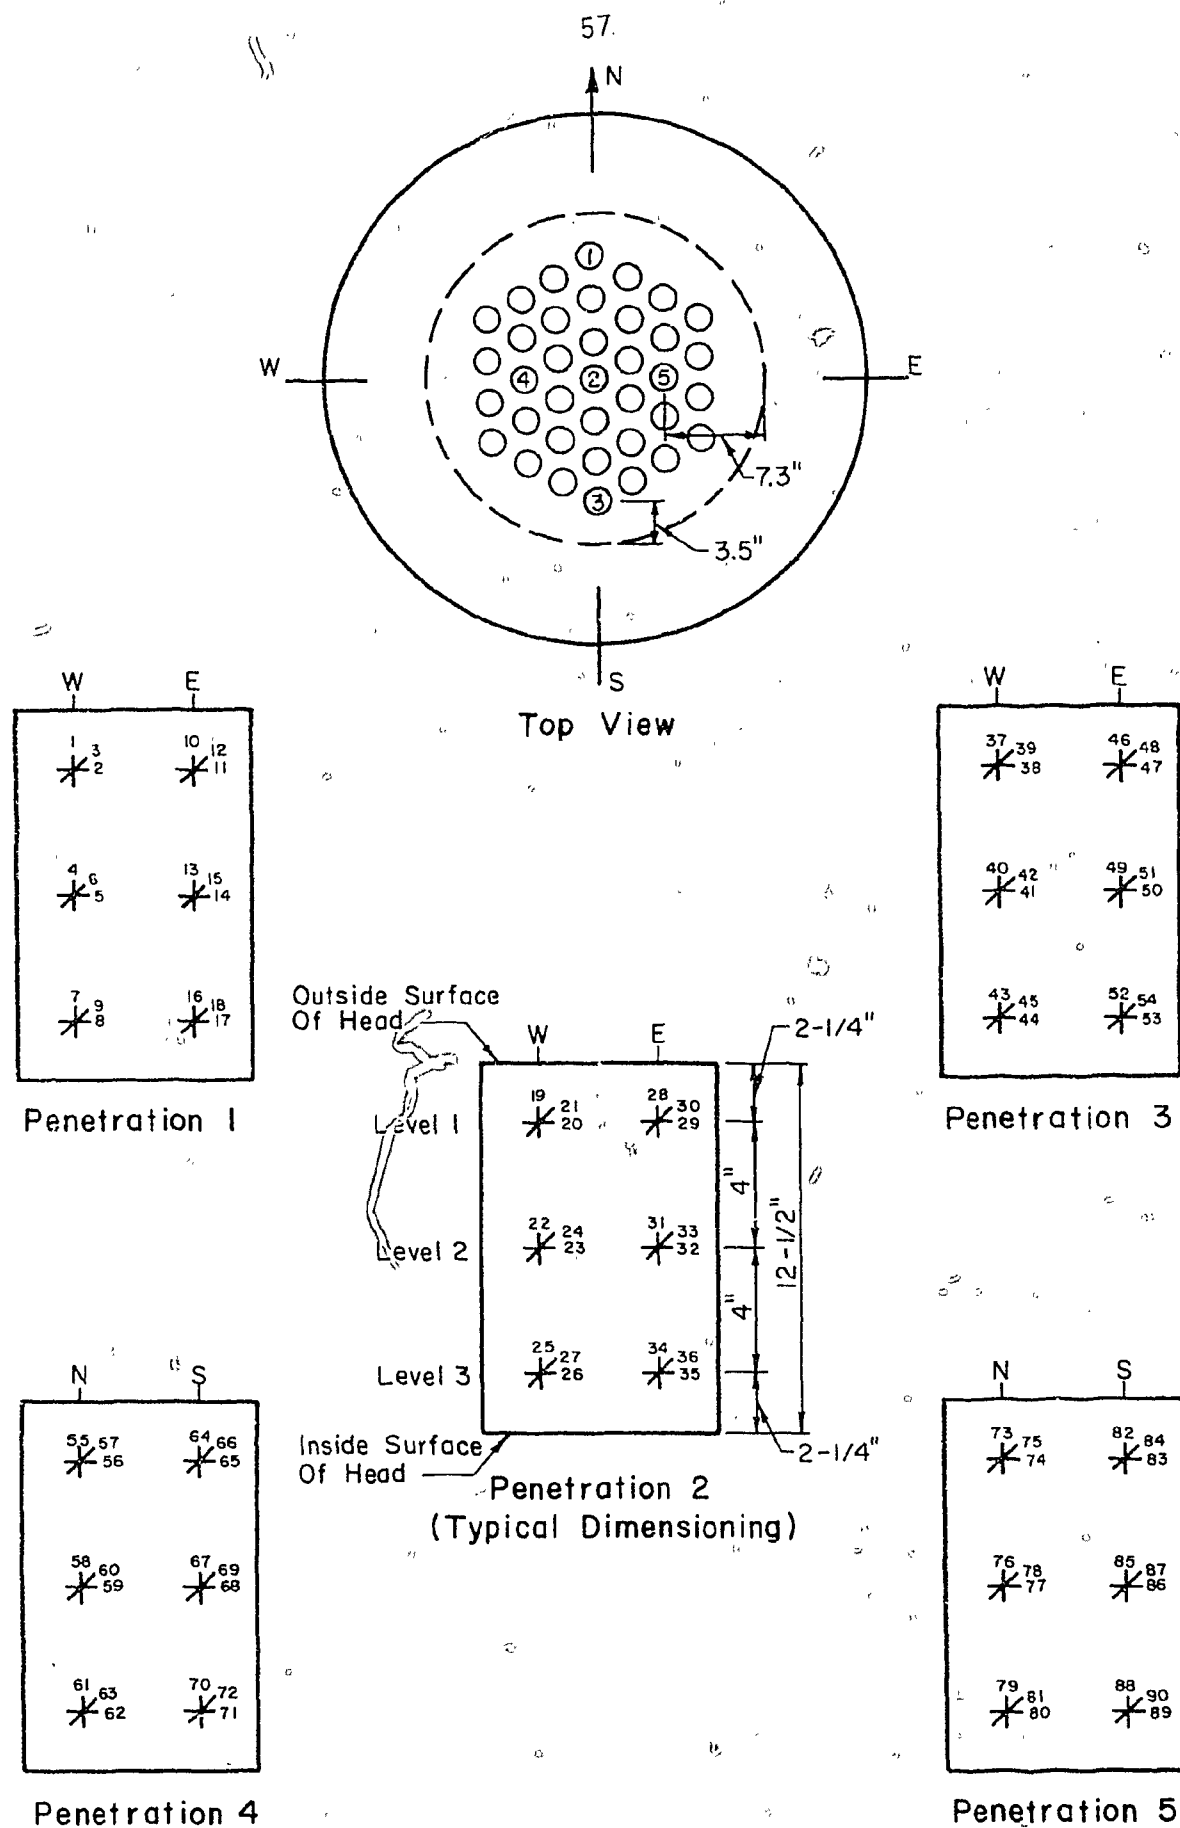 57.
N
1
W 4 2 5 E
7.3"
3
3.5"
S
Top View
W E
1 3 2 10 12 11
4 6 5 13 15 14
7 9 8 16 18 17
Penetration 1
W E
37 39 38 46 48 47
40 42 41 49 51 50
43 45 44 52 54 53
Penetration 3
Outside Surface
Of Head
W E
2-1/4"
Level 1 19 21 20 28 30 29
4"
12-1/2"
Level 2 22 24 23 31 33 32
4"
Level 3 25 27 26 34 36 35
2-1/4"
Inside Surface
Of Head
Penetration 2
(Typical Dimensioning)
N S
55 57 56 64 66 65
58 60 59 67 69 68
61 63 62 70 72 71
Penetration 4
N S
73 75 74 82 84 83
76 78 77 85 87 86
79 81 80 88 90 89
Penetration 5